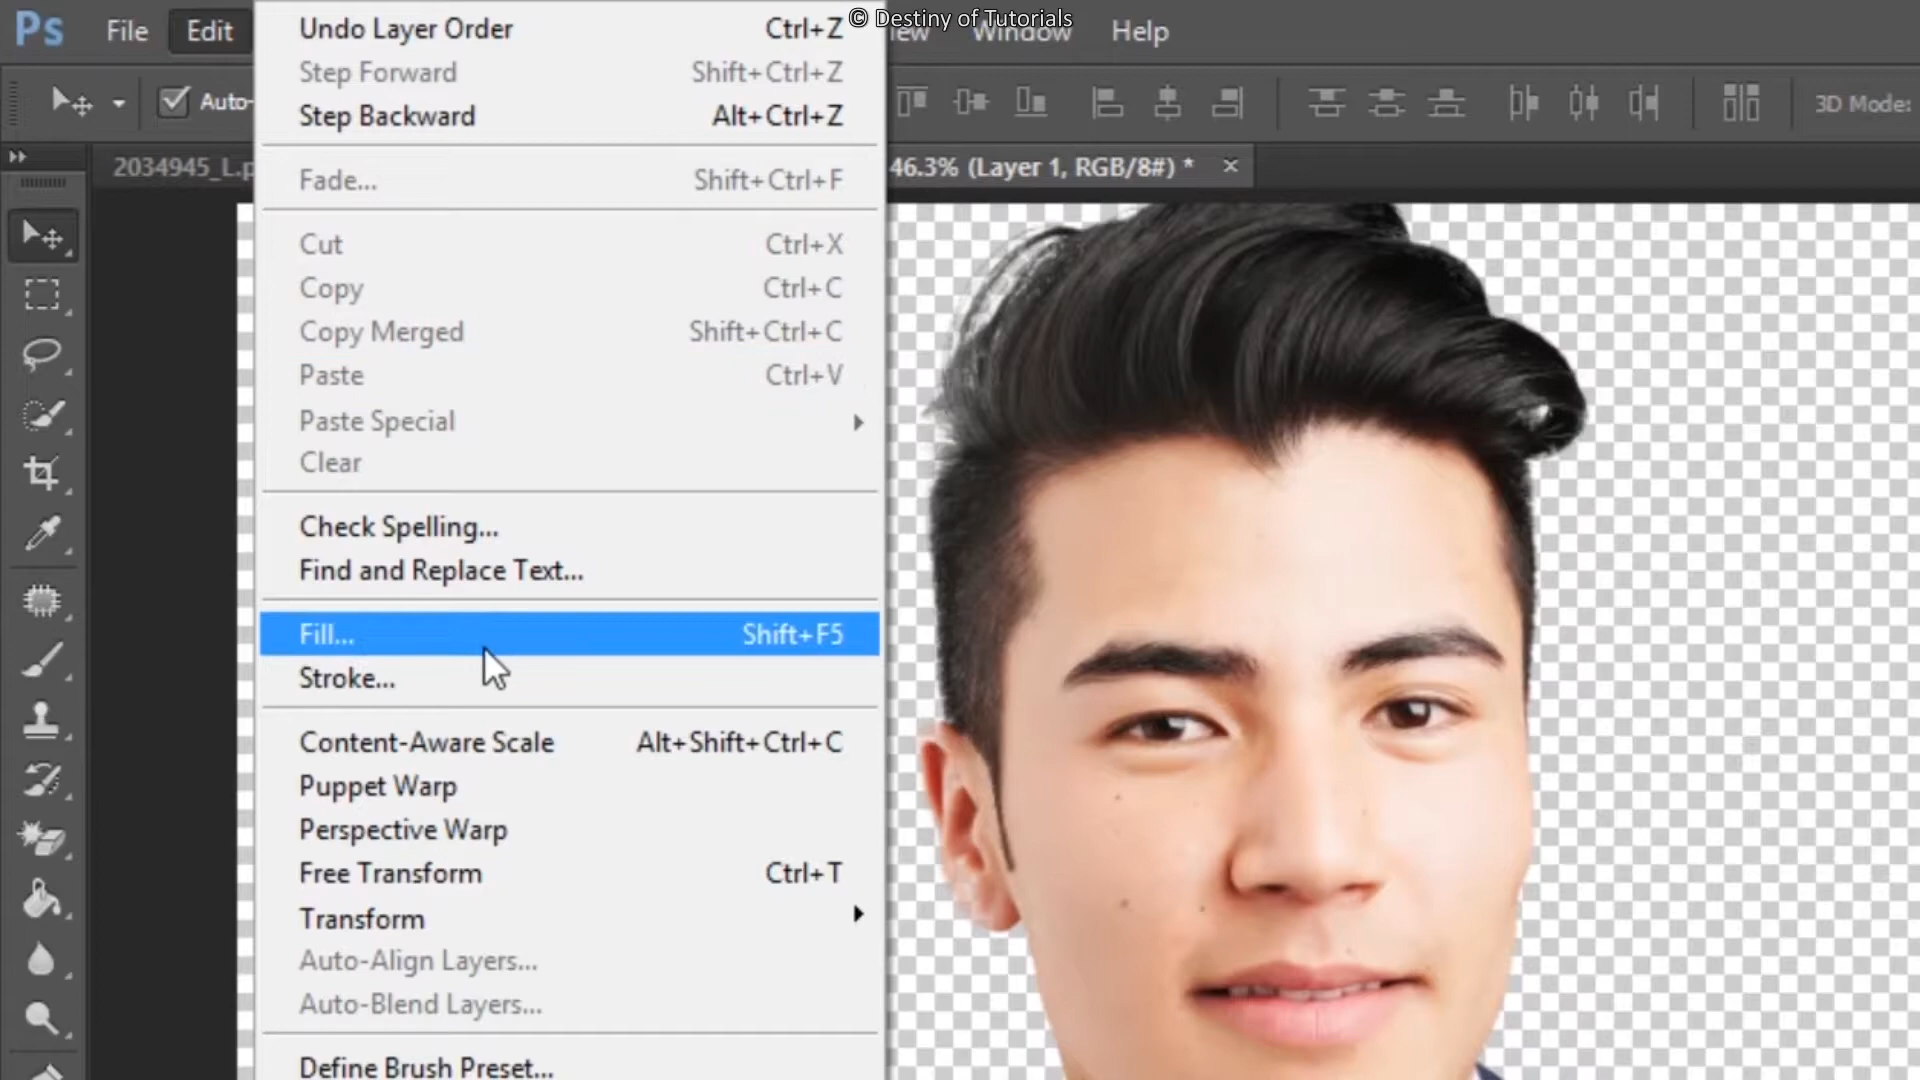 © Destiny of Tutorials
Ps File Edit Window Help
Auto-
3D Mode:
2034945_L.p
46.3% (Layer 1, RGB/8#) *
Undo Layer Order Ctrl+Z
Step Forward Shift+Ctrl+Z
Step Backward Alt+Ctrl+Z
Fade... Shift+Ctrl+F
Cut Ctrl+X
Copy Ctrl+C
Copy Merged Shift+Ctrl+C
Paste Ctrl+V
Paste Special
Clear
Check Spelling...
Find and Replace Text...
Fill... Shift+F5
Stroke...
Content-Aware Scale Alt+Shift+Ctrl+C
Puppet Warp
Perspective Warp
Free Transform Ctrl+T
Transform
Auto-Align Layers...
Auto-Blend Layers...
Define Brush Preset...